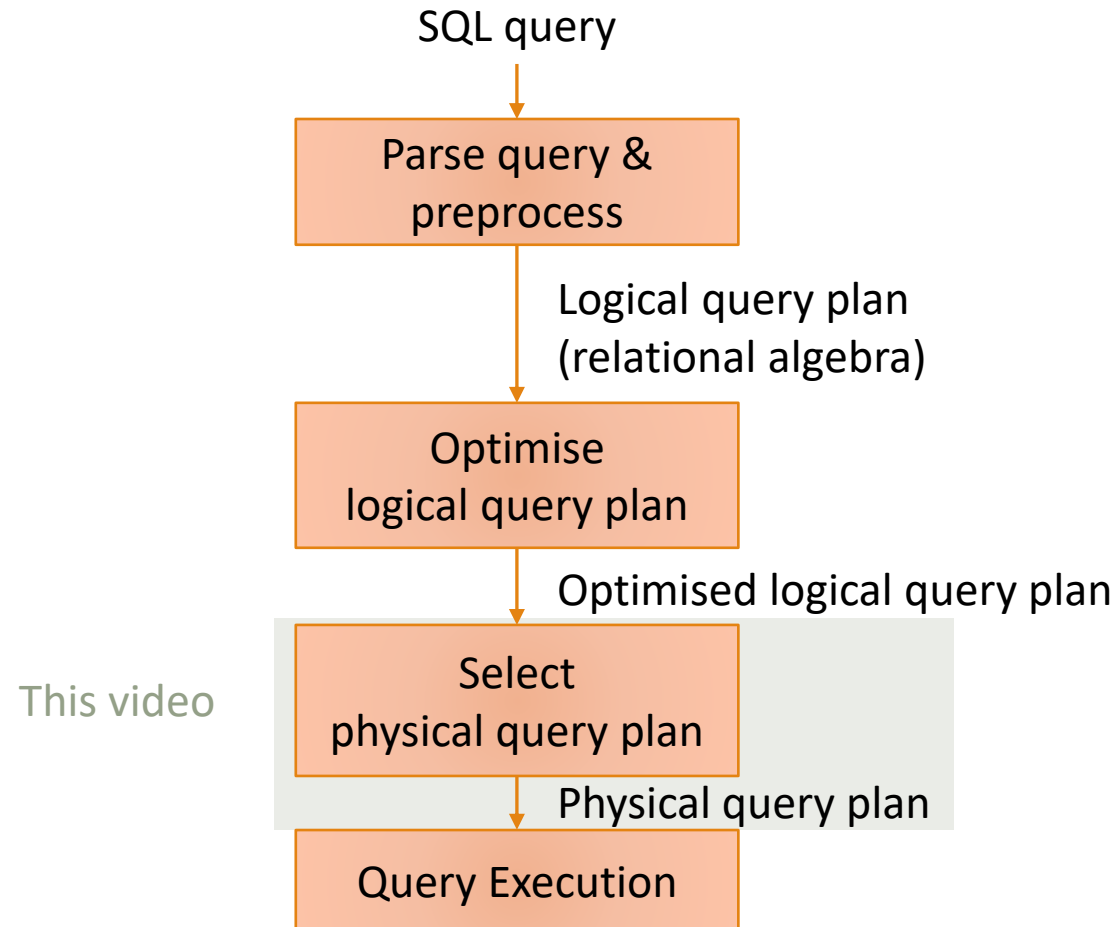 SQL query
Parse query &
preprocess
Logical query plan
(relational algebra)
Optimise
logical query plan
Optimised logical query plan
This video
Select
physical query plan
Physical query plan
Query Execution